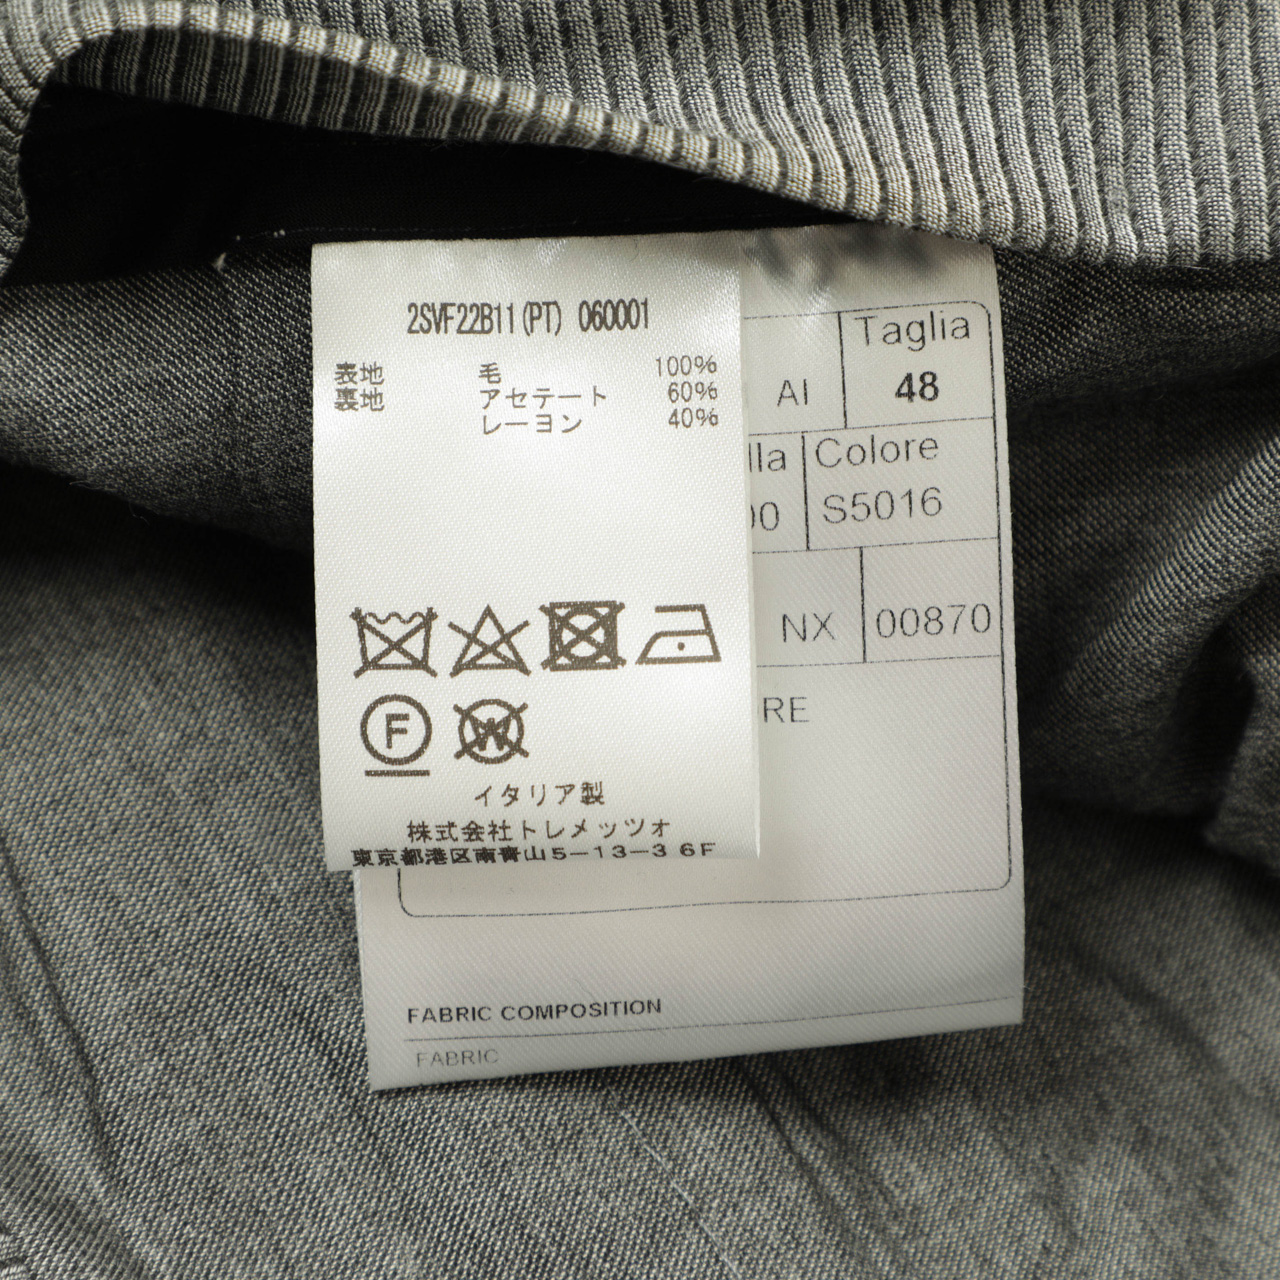 2SVF22B11(PT) 060001
表地 毛 100%
裏地 アセテート 60%
レーヨン 40%
F
W
イタリア製
株式会社トレメッツォ
東京都港区南青山5-13-3 6F
Taglia
AI 48
Colore
S5016
NX 00870
RE
FABRIC COMPOSITION
FABRIC